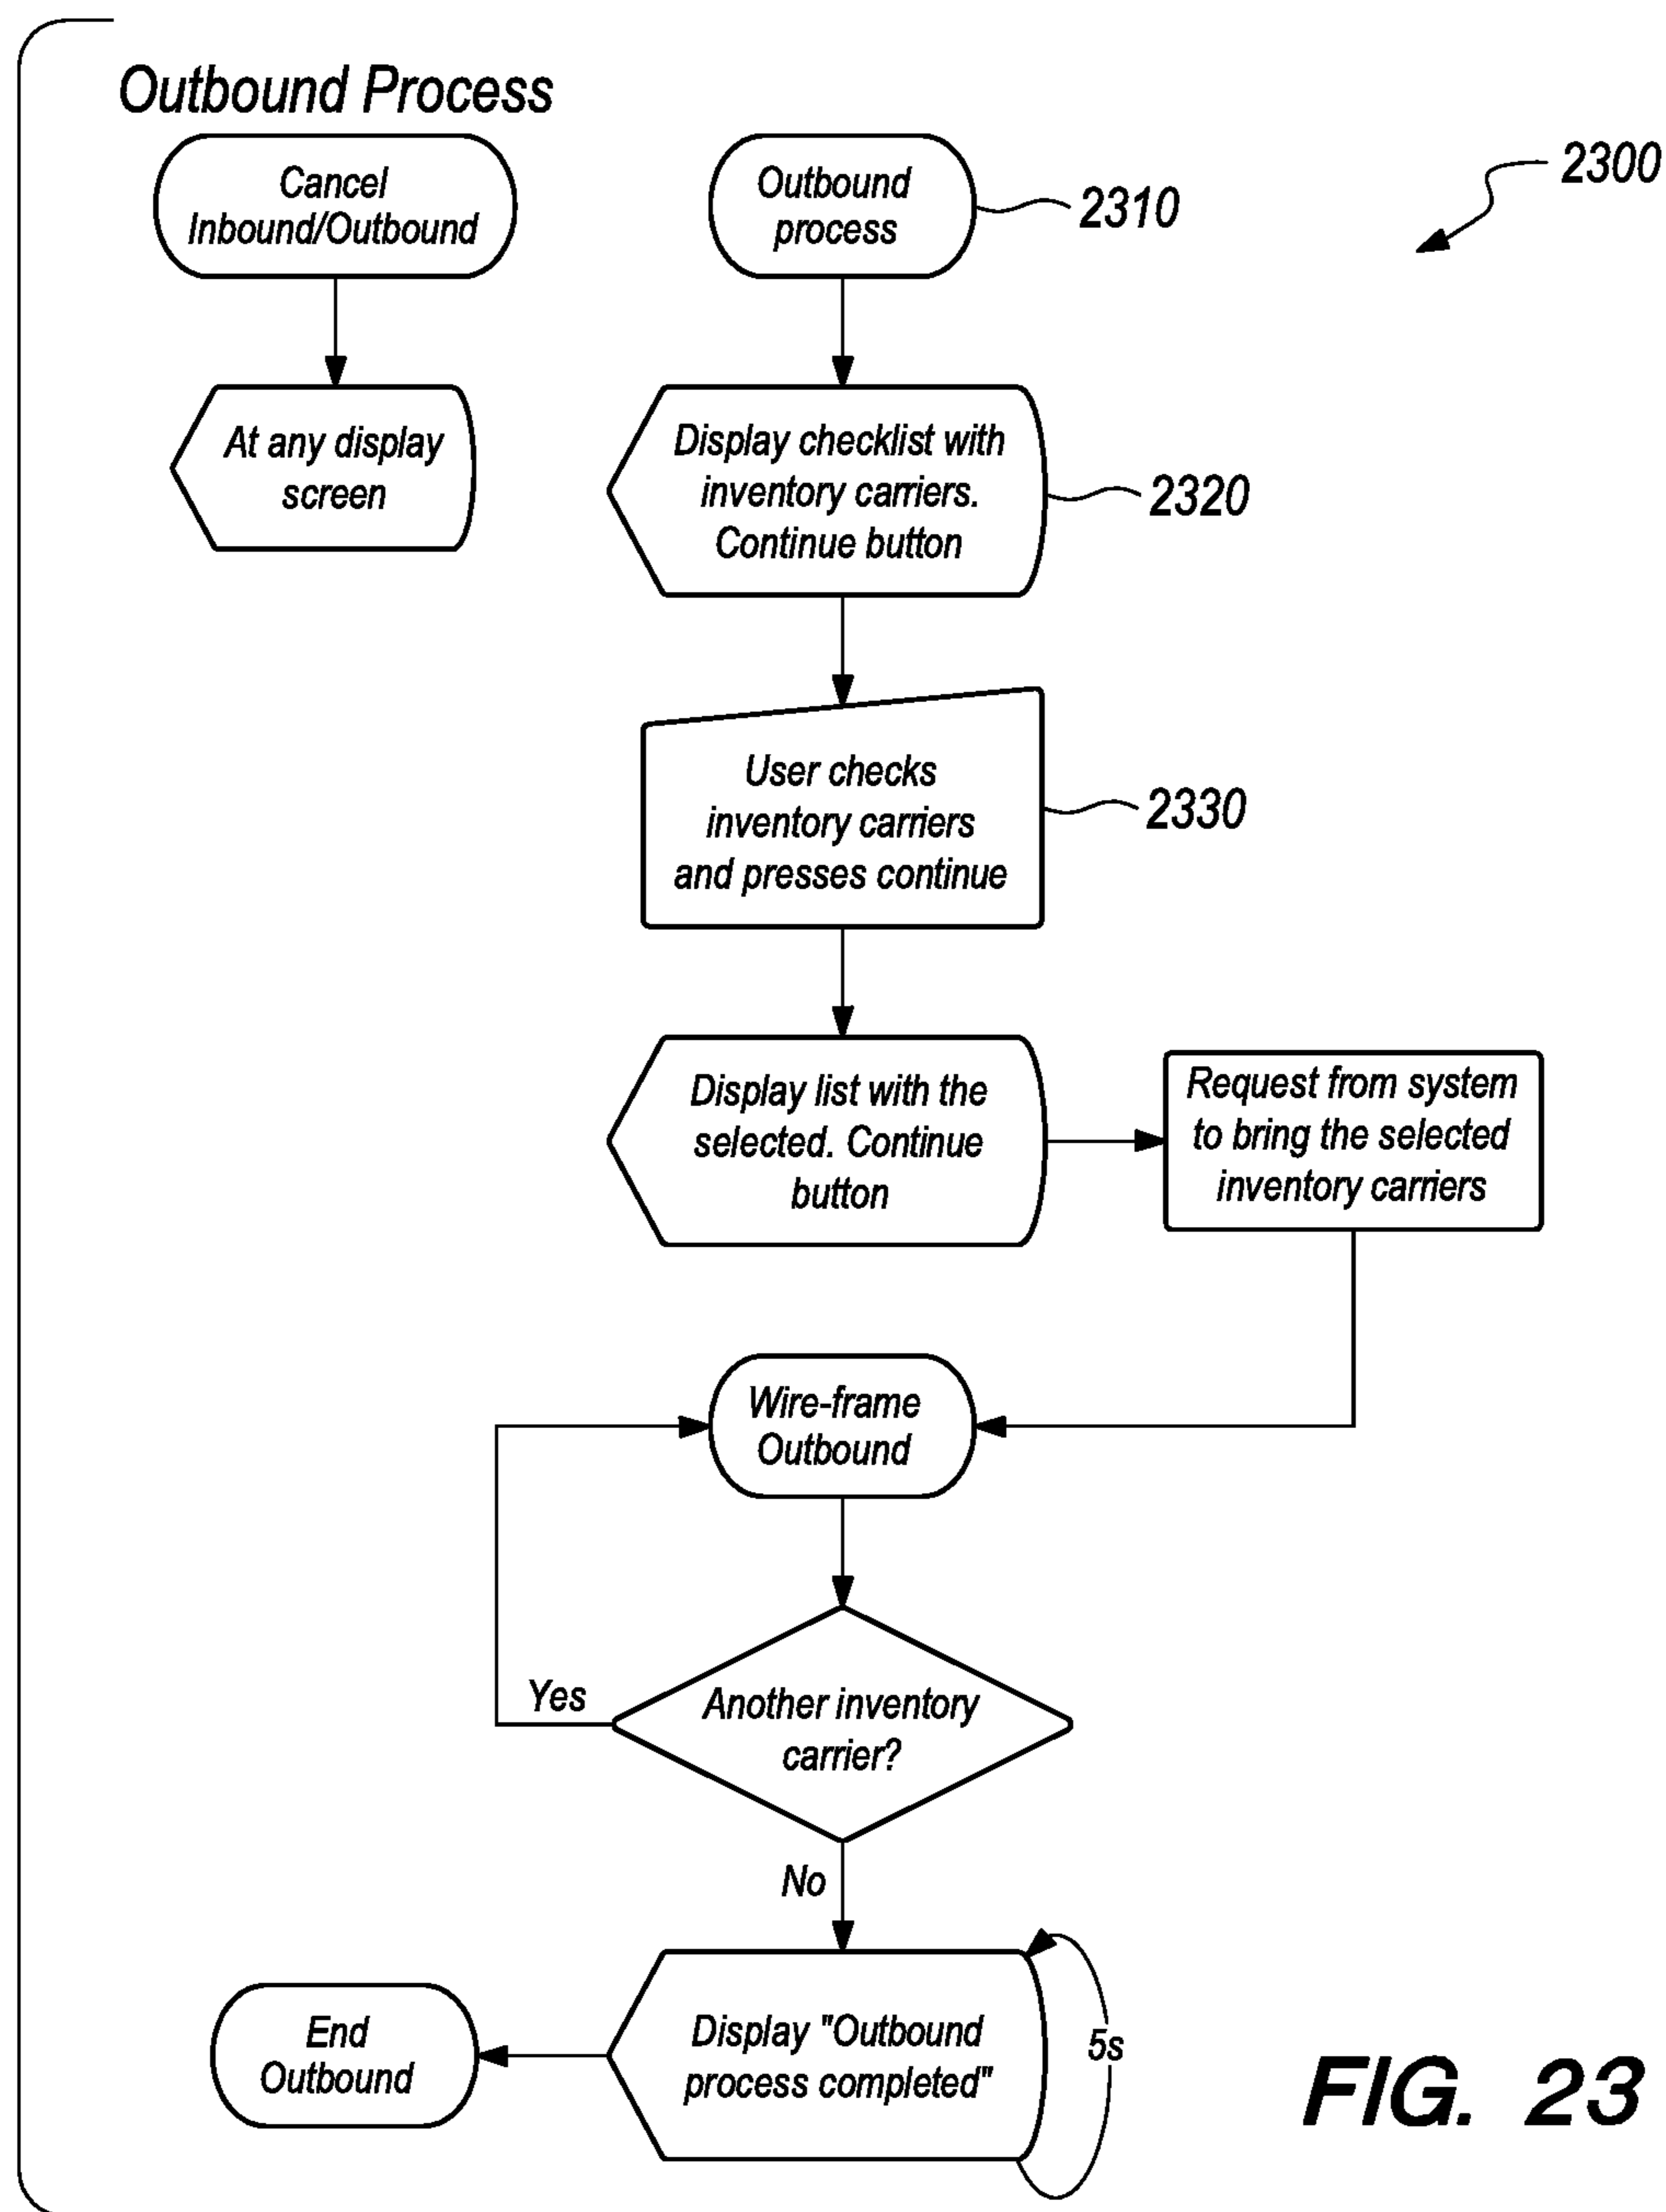 Outbound Process
Cancel
Inbound/Outbound
Outbound
process
2310
2300
At any display
screen
Display checklist with
inventory carriers.
Continue button
2320
User checks
inventory carriers
and presses continue
2330
Display list with the
selected. Continue
button
Request from system
to bring the selected
inventory carriers
Wire-frame
Outbound
Yes
Another inventory
carrier?
No
End
Outbound
Display "Outbound
process completed"
5s
FIG. 23